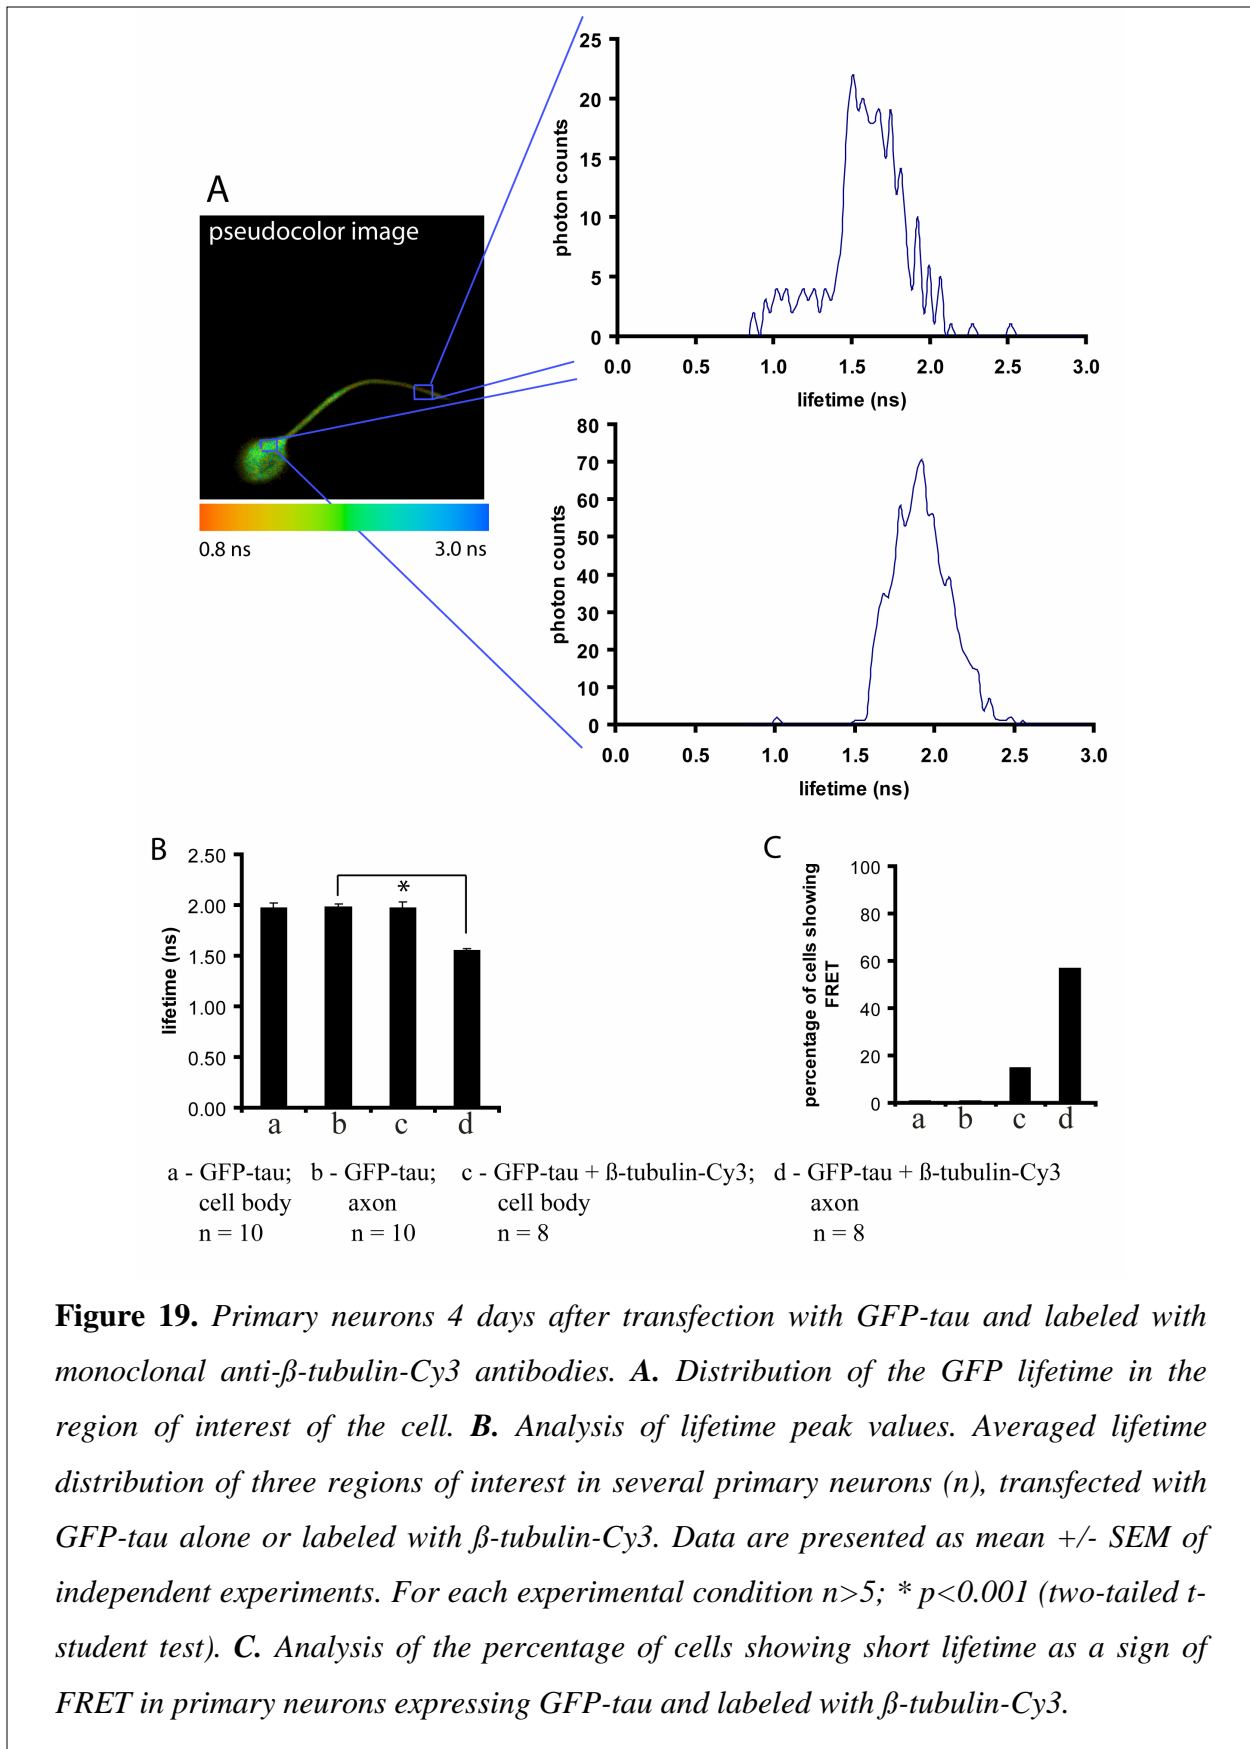 A
pseudocolor image
0.8 ns 3.0 ns
photon counts
25
20
15
10
5
0
0.0 0.5 1.0 1.5 2.0 2.5 3.0
lifetime (ns)
photon counts
80
70
60
50
40
30
20
10
0
0.0 0.5 1.0 1.5 2.0 2.5 3.0
lifetime (ns)
B
lifetime (ns)
2.50
2.00
1.50
1.00
0.50
0.00
*
a b c d
C
percentage of cells showing
FRET
100
80
60
40
20
0
a b c d
a - GFP-tau; b - GFP-tau; c - GFP-tau + ß-tubulin-Cy3; d - GFP-tau + ß-tubulin-Cy3
cell body axon cell body axon
n = 10 n = 10 n = 8 n = 8
Figure 19. Primary neurons 4 days after transfection with GFP-tau and labeled with
monoclonal anti-ß-tubulin-Cy3 antibodies. A. Distribution of the GFP lifetime in the
region of interest of the cell. B. Analysis of lifetime peak values. Averaged lifetime
distribution of three regions of interest in several primary neurons (n), transfected with
GFP-tau alone or labeled with ß-tubulin-Cy3. Data are presented as mean +/- SEM of
independent experiments. For each experimental condition n>5; * p<0.001 (two-tailed t-
student test). C. Analysis of the percentage of cells showing short lifetime as a sign of
FRET in primary neurons expressing GFP-tau and labeled with ß-tubulin-Cy3.